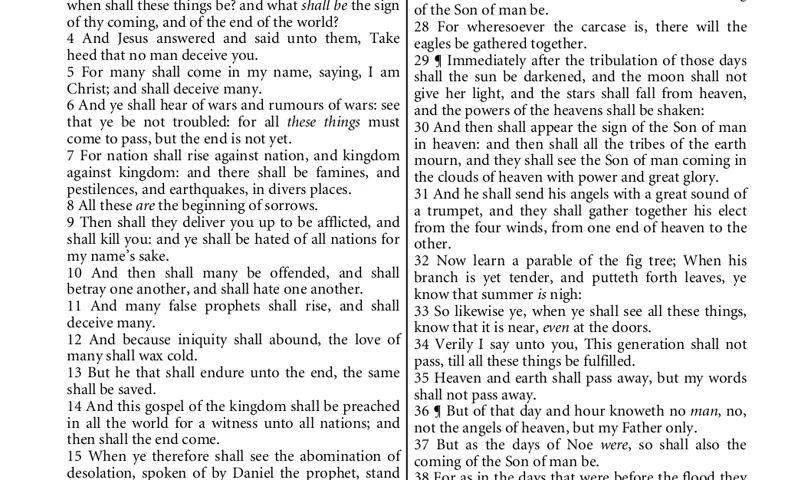 when shall these things be? and what shall be the sign
of thy coming, and of the end of the world?
4 And Jesus answered and said unto them, Take
heed that no man deceive you.
5 For many shall come in my name, saying, I am
Christ; and shall deceive many.
6 And ye shall hear of wars and rumours of wars: see
that ye be not troubled: for all these things must
come to pass, but the end is not yet.
7 For nation shall rise against nation, and kingdom
against kingdom: and there shall be famines, and
pestilences, and earthquakes, in divers places.
8 All these are the beginning of sorrows.
9 Then shall they deliver you up to be afflicted, and
shall kill you: and ye shall be hated of all nations for
my name's sake.
10 And then shall many be offended, and shall
betray one another, and shall hate one another.
11 And many false prophets shall rise, and shall
deceive many.
12 And because iniquity shall abound, the love of
many shall wax cold.
13 But he that shall endure unto the end, the same
shall be saved.
14 And this gospel of the kingdom shall be preached
in all the world for a witness unto all nations; and
then shall the end come.
15 When ye therefore shall see the abomination of
desolation, spoken of by Daniel the prophet, stand
of the Son of man be.
28 For wheresoever the carcase is, there will the
eagles be gathered together.
29 ¶ Immediately after the tribulation of those days
shall the sun be darkened, and the moon shall not
give her light, and the stars shall fall from heaven,
and the powers of the heavens shall be shaken:
30 And then shall appear the sign of the Son of man
in heaven: and then shall all the tribes of the earth
mourn, and they shall see the Son of man coming in
the clouds of heaven with power and great glory.
31 And he shall send his angels with a great sound of
a trumpet, and they shall gather together his elect
from the four winds, from one end of heaven to the
other.
32 Now learn a parable of the fig tree; When his
branch is yet tender, and putteth forth leaves, ye
know that summer is nigh:
33 So likewise ye, when ye shall see all these things,
know that it is near, even at the doors.
34 Verily I say unto you, This generation shall not
pass, till all these things be fulfilled.
35 Heaven and earth shall pass away, but my words
shall not pass away.
36 ¶ But of that day and hour knoweth no man, no,
not the angels of heaven, but my Father only.
37 But as the days of Noe were, so shall also the
coming of the Son of man be.
38 For as in the days that were before the flood they